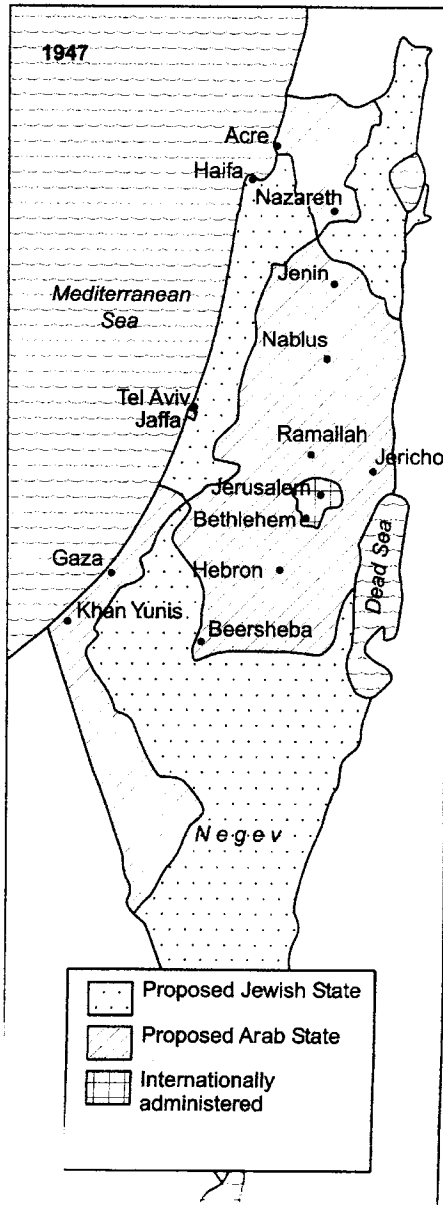 1947
Acre
Haifa
Nazareth
Jenin
Mediterranean
Sea
Nablus
Tel Aviv
Jaffa
Ramallah
Jericho
Jerusalem
Bethlehem
Dead Sea
Gaza
Hebron
Khan Yunis
Beersheba
Negev
Proposed Jewish State
Proposed Arab State
Internationally
administered